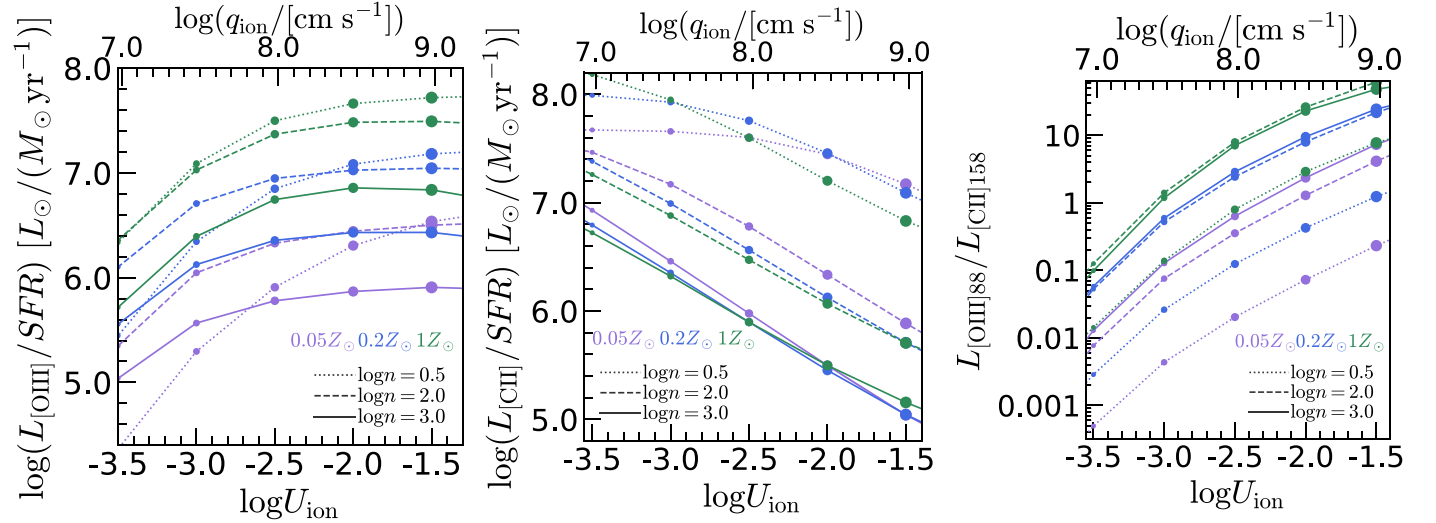 log(q_ion/[cm s⁻¹])
7.0 8.0 9.0
log(L_[OIII]/SFR) [L_⊙/(M_⊙ yr⁻¹)]
8.0
7.0
6.0
5.0
0.05Z_⊙ 0.2Z_⊙ 1Z_⊙
logn = 0.5
logn = 2.0
logn = 3.0
-3.5 -3.0 -2.5 -2.0 -1.5
logU_ion
log(q_ion/[cm s⁻¹])
7.0 8.0 9.0
log(L_[CII]/SFR) [L_⊙/(M_⊙ yr⁻¹)]
8.0
7.0
6.0
5.0
0.05Z_⊙ 0.2Z_⊙ 1Z_⊙
logn = 0.5
logn = 2.0
logn = 3.0
-3.5 -3.0 -2.5 -2.0 -1.5
logU_ion
log(q_ion/[cm s⁻¹])
7.0 8.0 9.0
L_[OIII]88/L_[CII]158
10
1
0.1
0.01
0.001
0.05Z_⊙ 0.2Z_⊙ 1Z_⊙
logn = 0.5
logn = 2.0
logn = 3.0
-3.5 -3.0 -2.5 -2.0 -1.5
logU_ion